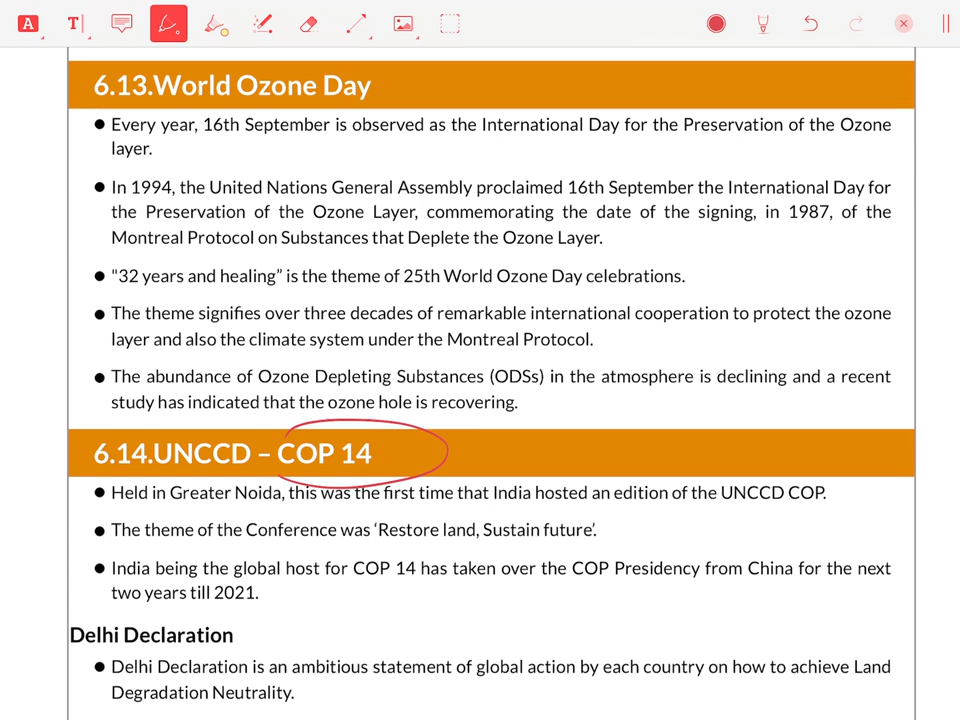 A T
6.13.World Ozone Day
● Every year, 16th September is observed as the International Day for the Preservation of the Ozone
layer.
● In 1994, the United Nations General Assembly proclaimed 16th September the International Day for
the Preservation of the Ozone Layer, commemorating the date of the signing, in 1987, of the
Montreal Protocol on Substances that Deplete the Ozone Layer.
● "32 years and healing” is the theme of 25th World Ozone Day celebrations.
● The theme signifies over three decades of remarkable international cooperation to protect the ozone
layer and also the climate system under the Montreal Protocol.
● The abundance of Ozone Depleting Substances (ODSs) in the atmosphere is declining and a recent
study has indicated that the ozone hole is recovering.
6.14.UNCCD – COP 14
● Held in Greater Noida, this was the first time that India hosted an edition of the UNCCD COP.
● The theme of the Conference was ‘Restore land, Sustain future’.
● India being the global host for COP 14 has taken over the COP Presidency from China for the next
two years till 2021.
Delhi Declaration
● Delhi Declaration is an ambitious statement of global action by each country on how to achieve Land
Degradation Neutrality.